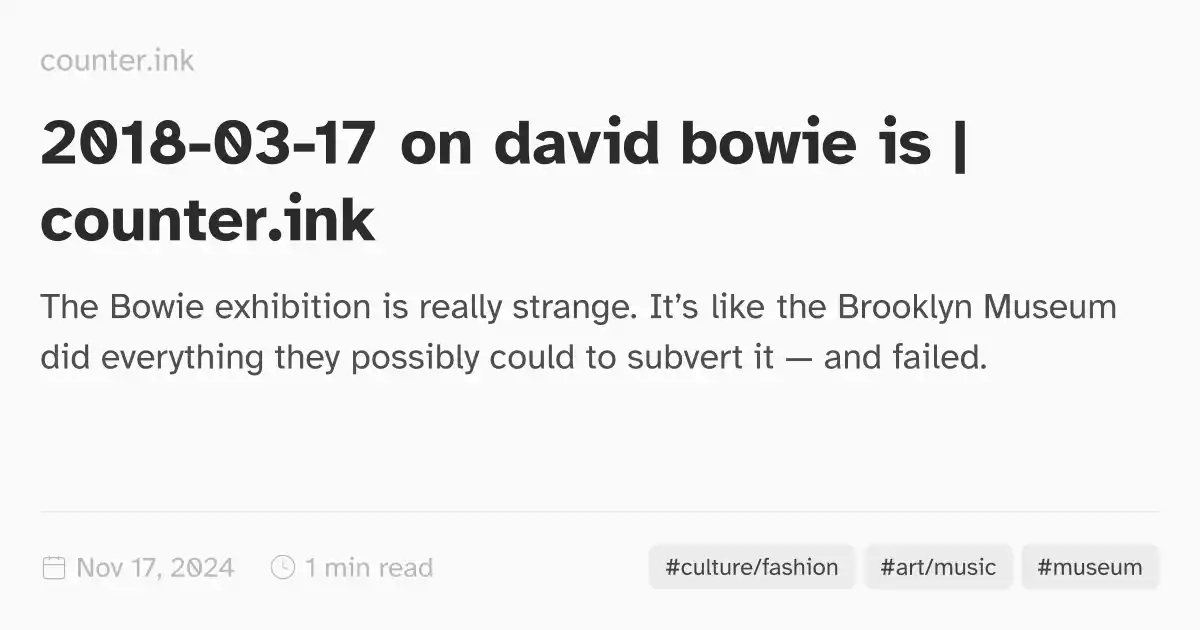 counter.ink
2018-03-17 on david bowie is |
counter.ink
The Bowie exhibition is really strange. It’s like the Brooklyn Museum
did everything they possibly could to subvert it — and failed.
Nov 17, 2024 1 min read #culture/fashion #art/music #museum